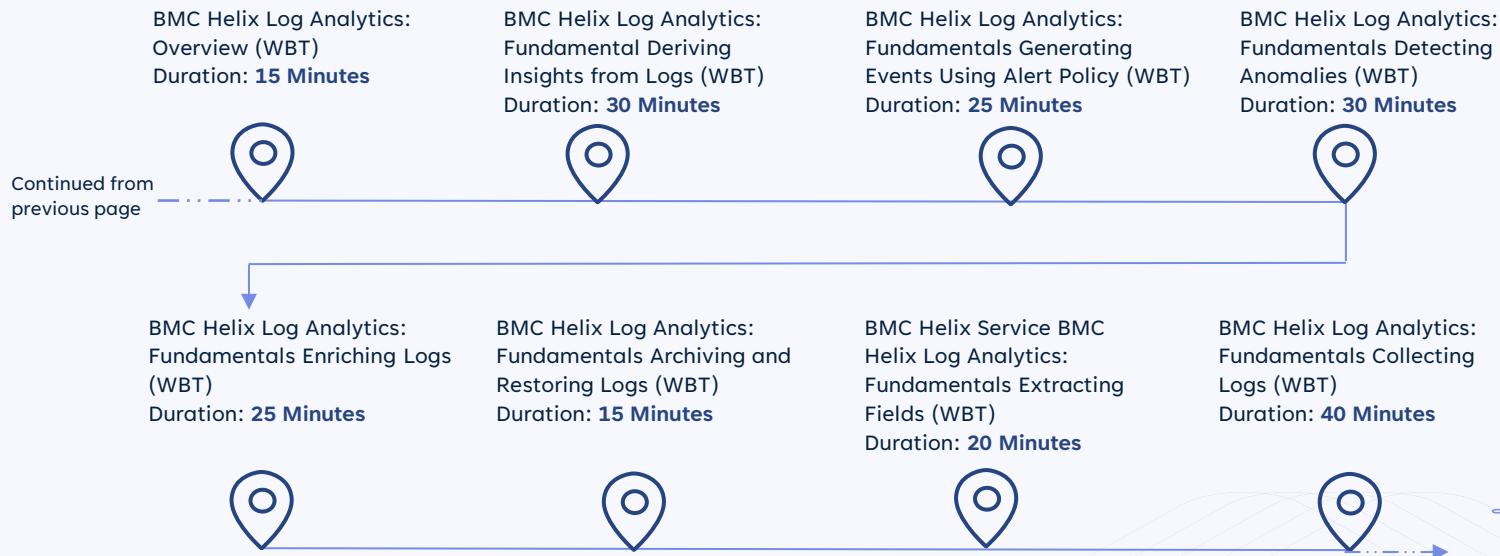 BMC Helix Log Analytics:
Overview (WBT)
Duration: 15 Minutes
BMC Helix Log Analytics:
Fundamental Deriving
Insights from Logs (WBT)
Duration: 30 Minutes
BMC Helix Log Analytics:
Fundamentals Generating
Events Using Alert Policy (WBT)
Duration: 25 Minutes
BMC Helix Log Analytics:
Fundamentals Detecting
Anomalies (WBT)
Duration: 30 Minutes
Continued from
previous page
BMC Helix Log Analytics:
Fundamentals Enriching Logs
(WBT)
Duration: 25 Minutes
BMC Helix Log Analytics:
Fundamentals Archiving and
Restoring Logs (WBT)
Duration: 15 Minutes
BMC Helix Service BMC
Helix Log Analytics:
Fundamentals Extracting
Fields (WBT)
Duration: 20 Minutes
BMC Helix Log Analytics:
Fundamentals Collecting
Logs (WBT)
Duration: 40 Minutes